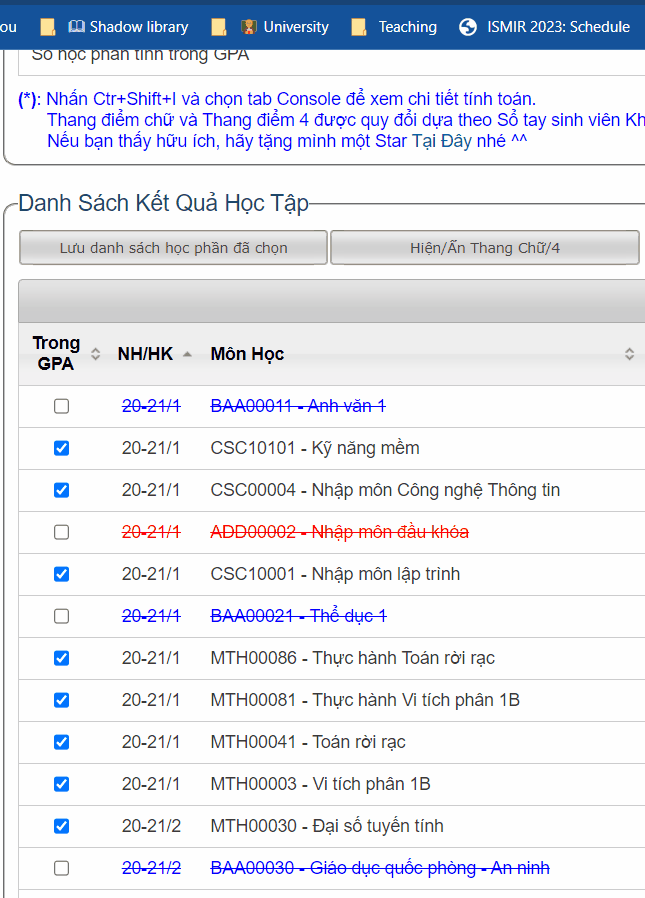 ou Shadow library University Teaching ISMIR 2023: Schedule
Số học phần tính trong GPA
(*): Nhấn Ctr+Shift+I và chọn tab Console để xem chi tiết tính toán.
Thang điểm chữ và Thang điểm 4 được quy đổi dựa theo Sổ tay sinh viên Kh
Nếu bạn thấy hữu ích, hãy tặng mình một Star Tại Đây nhé ^^
Danh Sách Kết Quả Học Tập
Lưu danh sách học phần đã chọn Hiện/Ẩn Thang Chữ/4
Trong GPA NH/HK Môn Học
20-21/1 BAA00011 - Anh văn 1
20-21/1 CSC10101 - Kỹ năng mềm
20-21/1 CSC00004 - Nhập môn Công nghệ Thông tin
20-21/1 ADD00002 - Nhập môn đầu khóa
20-21/1 CSC10001 - Nhập môn lập trình
20-21/1 BAA00021 - Thể dục 1
20-21/1 MTH00086 - Thực hành Toán rời rạc
20-21/1 MTH00081 - Thực hành Vi tích phân 1B
20-21/1 MTH00041 - Toán rời rạc
20-21/1 MTH00003 - Vi tích phân 1B
20-21/2 MTH00030 - Đại số tuyến tính
20-21/2 BAA00030 - Giáo dục quốc phòng - An ninh